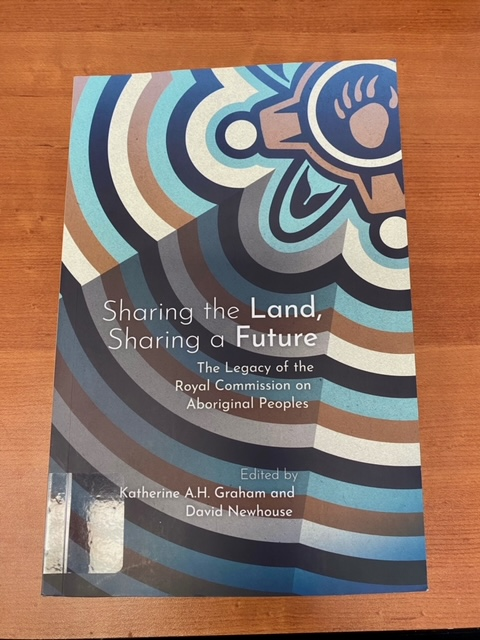 Sharing the Land,
Sharing a Future
The Legacy of the
Royal Commission on
Aboriginal Peoples
Edited by
Katherine A.H. Graham and
David Newhouse